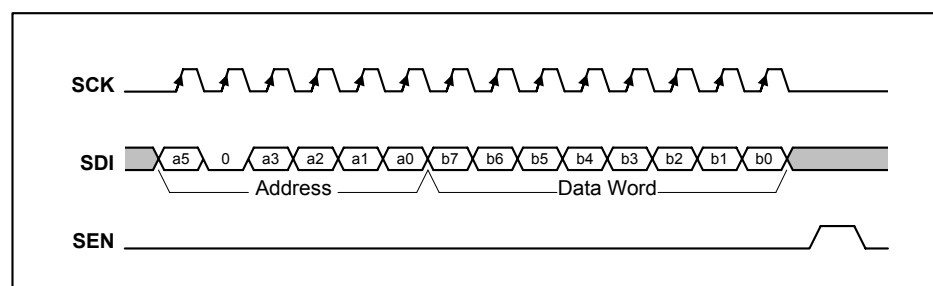 SCK
SDI a5 0 a3 a2 a1 a0 b7 b6 b5 b4 b3 b2 b1 b0
Address Data Word
SEN